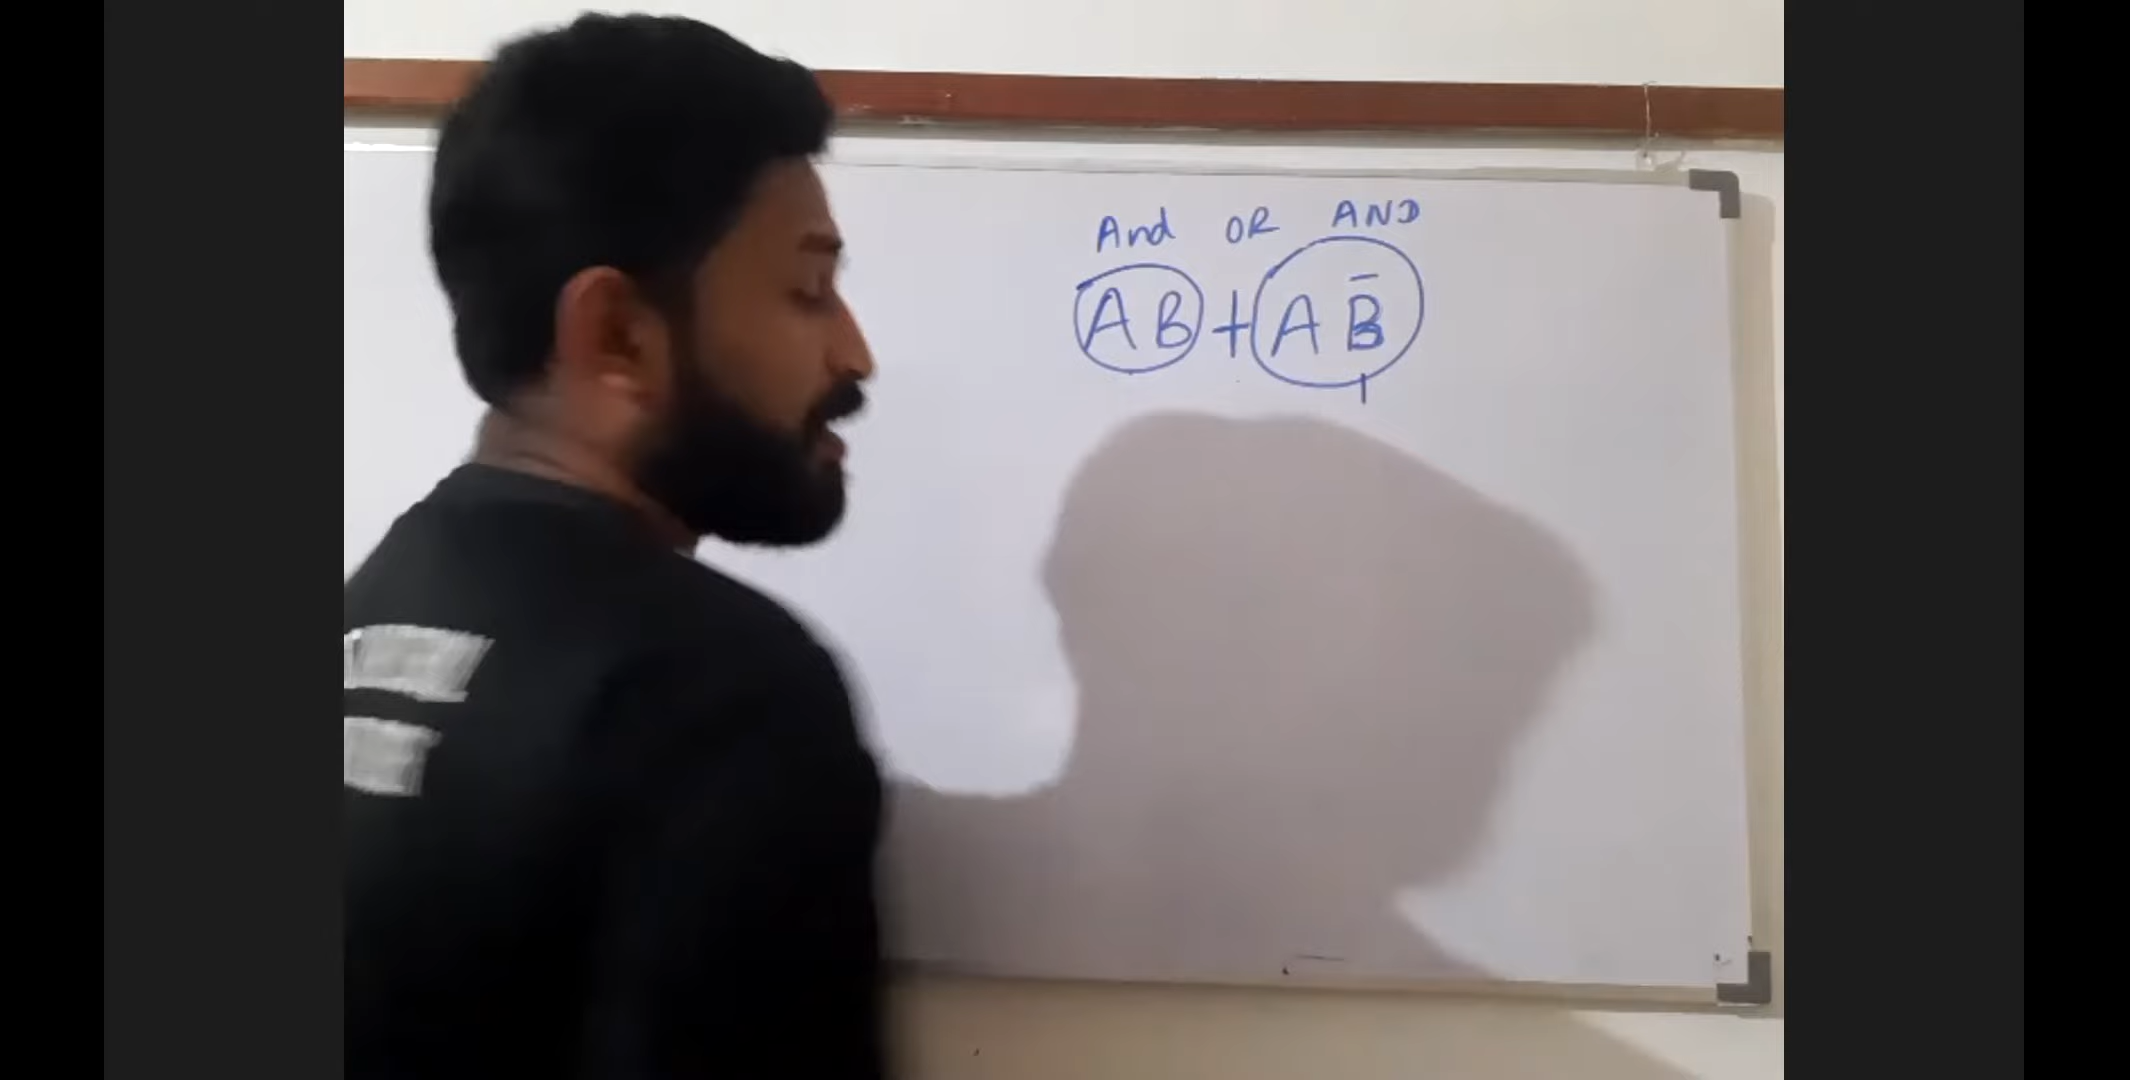 And OR AND
AB + AB̅